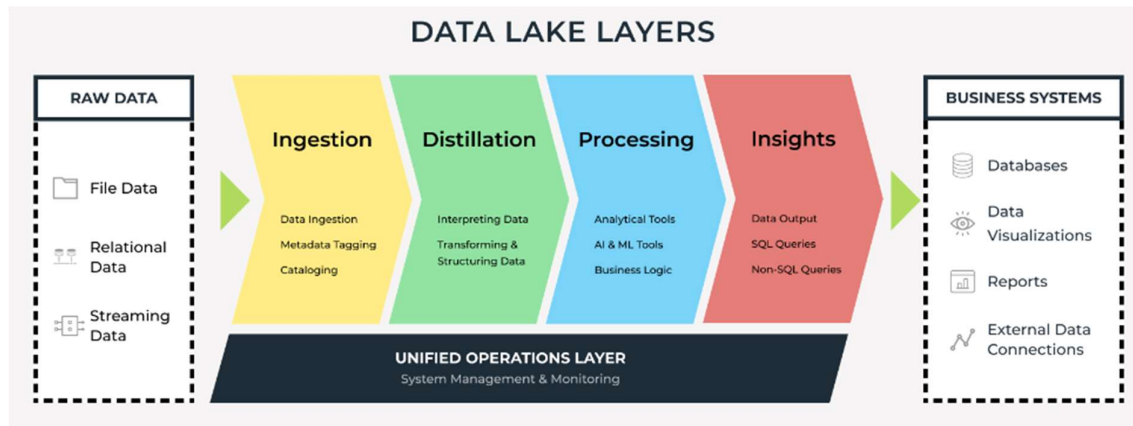 DATA LAKE LAYERS
RAW DATA
File Data
Relational
Data
Streaming
Data
Ingestion
Data Ingestion
Metadata Tagging
Cataloging
Distillation
Interpreting Data
Transforming &
Structuring Data
Processing
Analytical Tools
AI & ML Tools
Business Logic
Insights
Data Output
SQL Queries
Non-SQL Queries
UNIFIED OPERATIONS LAYER
System Management & Monitoring
BUSINESS SYSTEMS
Databases
Data
Visualizations
Reports
External Data
Connections